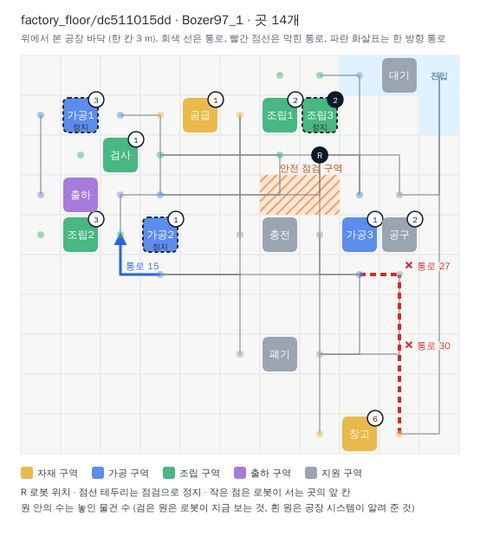 factory_floor/dc511015dd · Bozer97_1 · 곳 14개
위에서 본 공장 바닥 (한 칸 3 m). 회색 선은 통로, 빨간 점선은 막힌 통로, 파란 화살표는 한 방향 통로
대기
전립
3
가공1
정지
1
공급
2
조립1
2
조립3
정지
1
검사
R
안전 점검 구역
출하
3
조립2
1
가공2
정지
충전
1
가공3
2
공구
통로 15
× 통로 27
× 통로 30
폐기
6
창고
자재 구역 가공 구역 조립 구역 출하 구역 지원 구역
R 로봇 위치 · 점선 테두리는 점검으로 정지 · 작은 점은 로봇이 서는 곳의 앞 칸
원 안의 수는 놓인 물건 수 (검은 원은 로봇이 지금 보는 것, 흰 원은 공장 시스템이 알려 준 것)